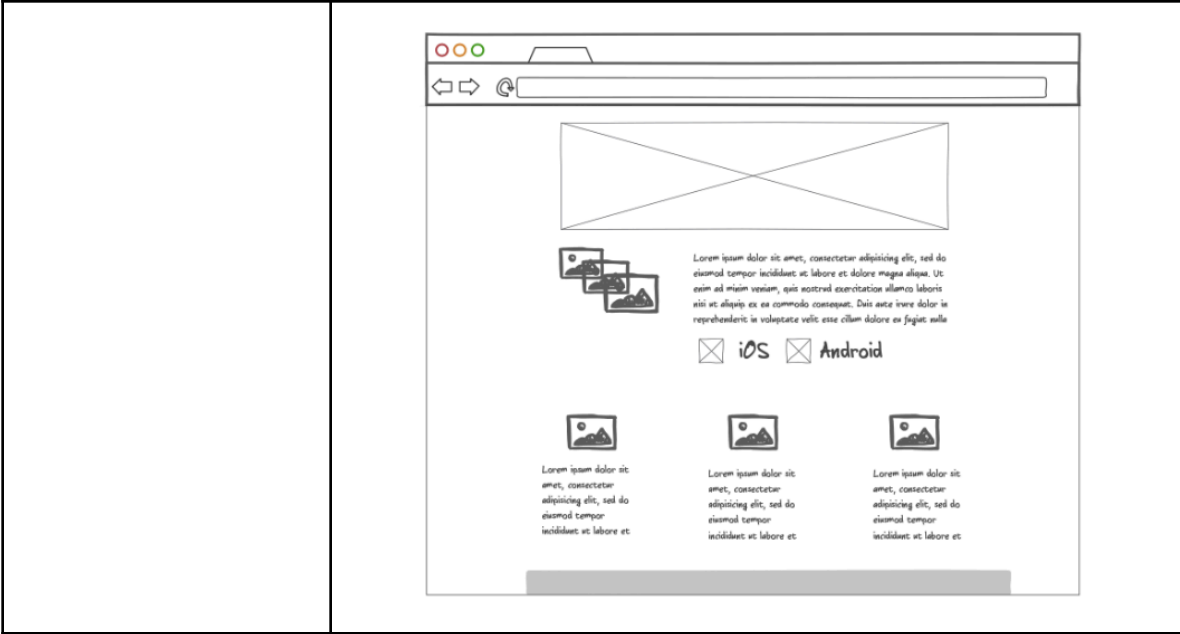 Lorem ipsum dolor sit amet, consectetur adipisicing elit, sed do
eiusmod tempor incididunt ut labore et dolore magna aliqua. Ut
enim ad minim veniam, quis nostrud exercitation ullamco laboris
nisi ut aliquip ex ea commodo consequat. Duis aute irure dolor in
reprehenderit in voluptate velit esse cillum dolore eu fugiat nulla
iOS Android
Lorem ipsum dolor sit
amet, consectetur
adipisicing elit, sed do
eiusmod tempor
incididunt ut labore et
Lorem ipsum dolor sit
amet, consectetur
adipisicing elit, sed do
eiusmod tempor
incididunt ut labore et
Lorem ipsum dolor sit
amet, consectetur
adipisicing elit, sed do
eiusmod tempor
incididunt ut labore et